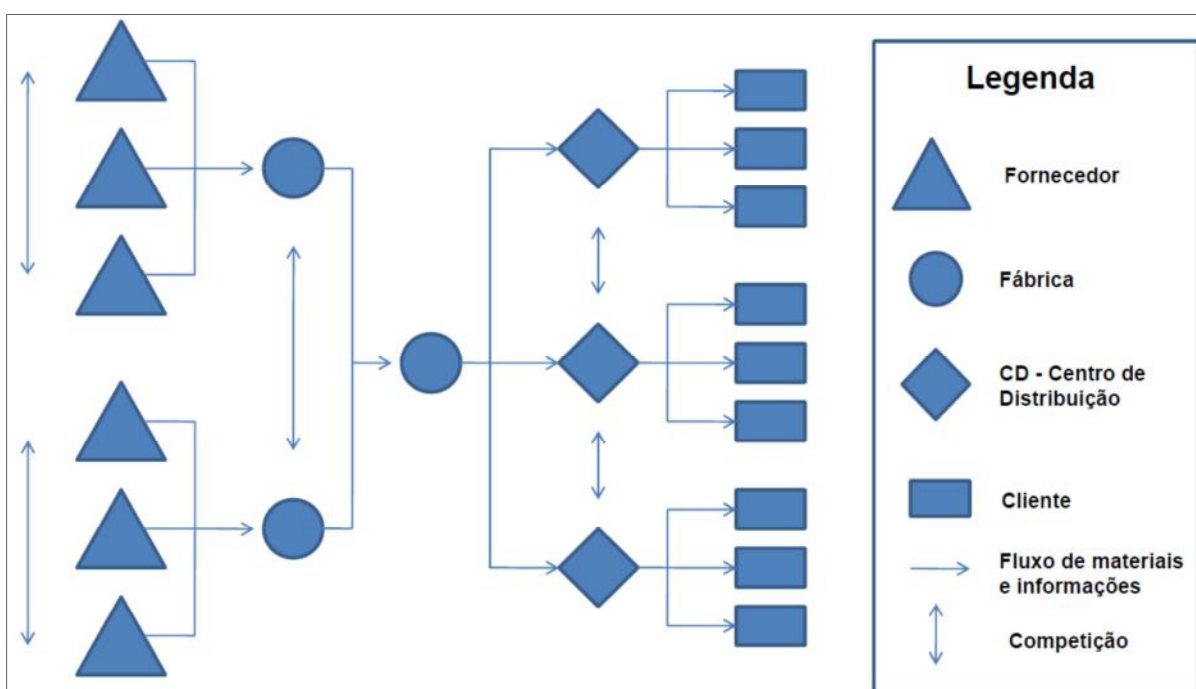 Legenda
Fornecedor
Fábrica
CD - Centro de
Distribuição
Cliente
Fluxo de materiais
e informações
Competição